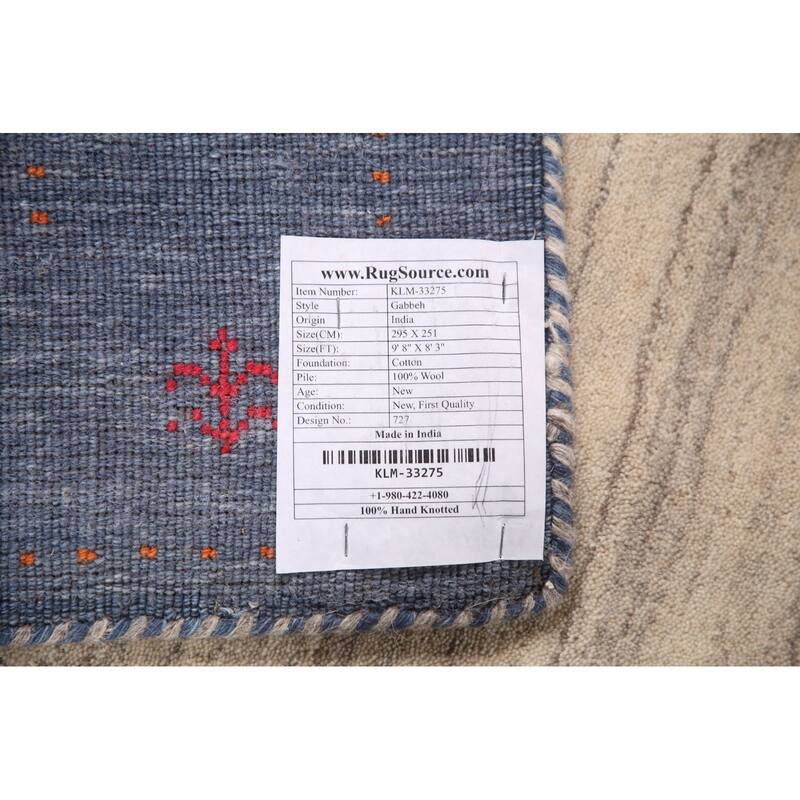 www.RugSource.com
Item Number: KLM-33275
Style Gabbeh
Origin India
Size(CM): 295 X 251
Size(FT): 9' 8" X 8' 3"
Foundation: Cotton
Pile: 100% Wool
Age: New
Condition: New, First Quality
Design No.: 727
Made in India
KLM-33275
+1-980-422-4080
100% Hand Knotted